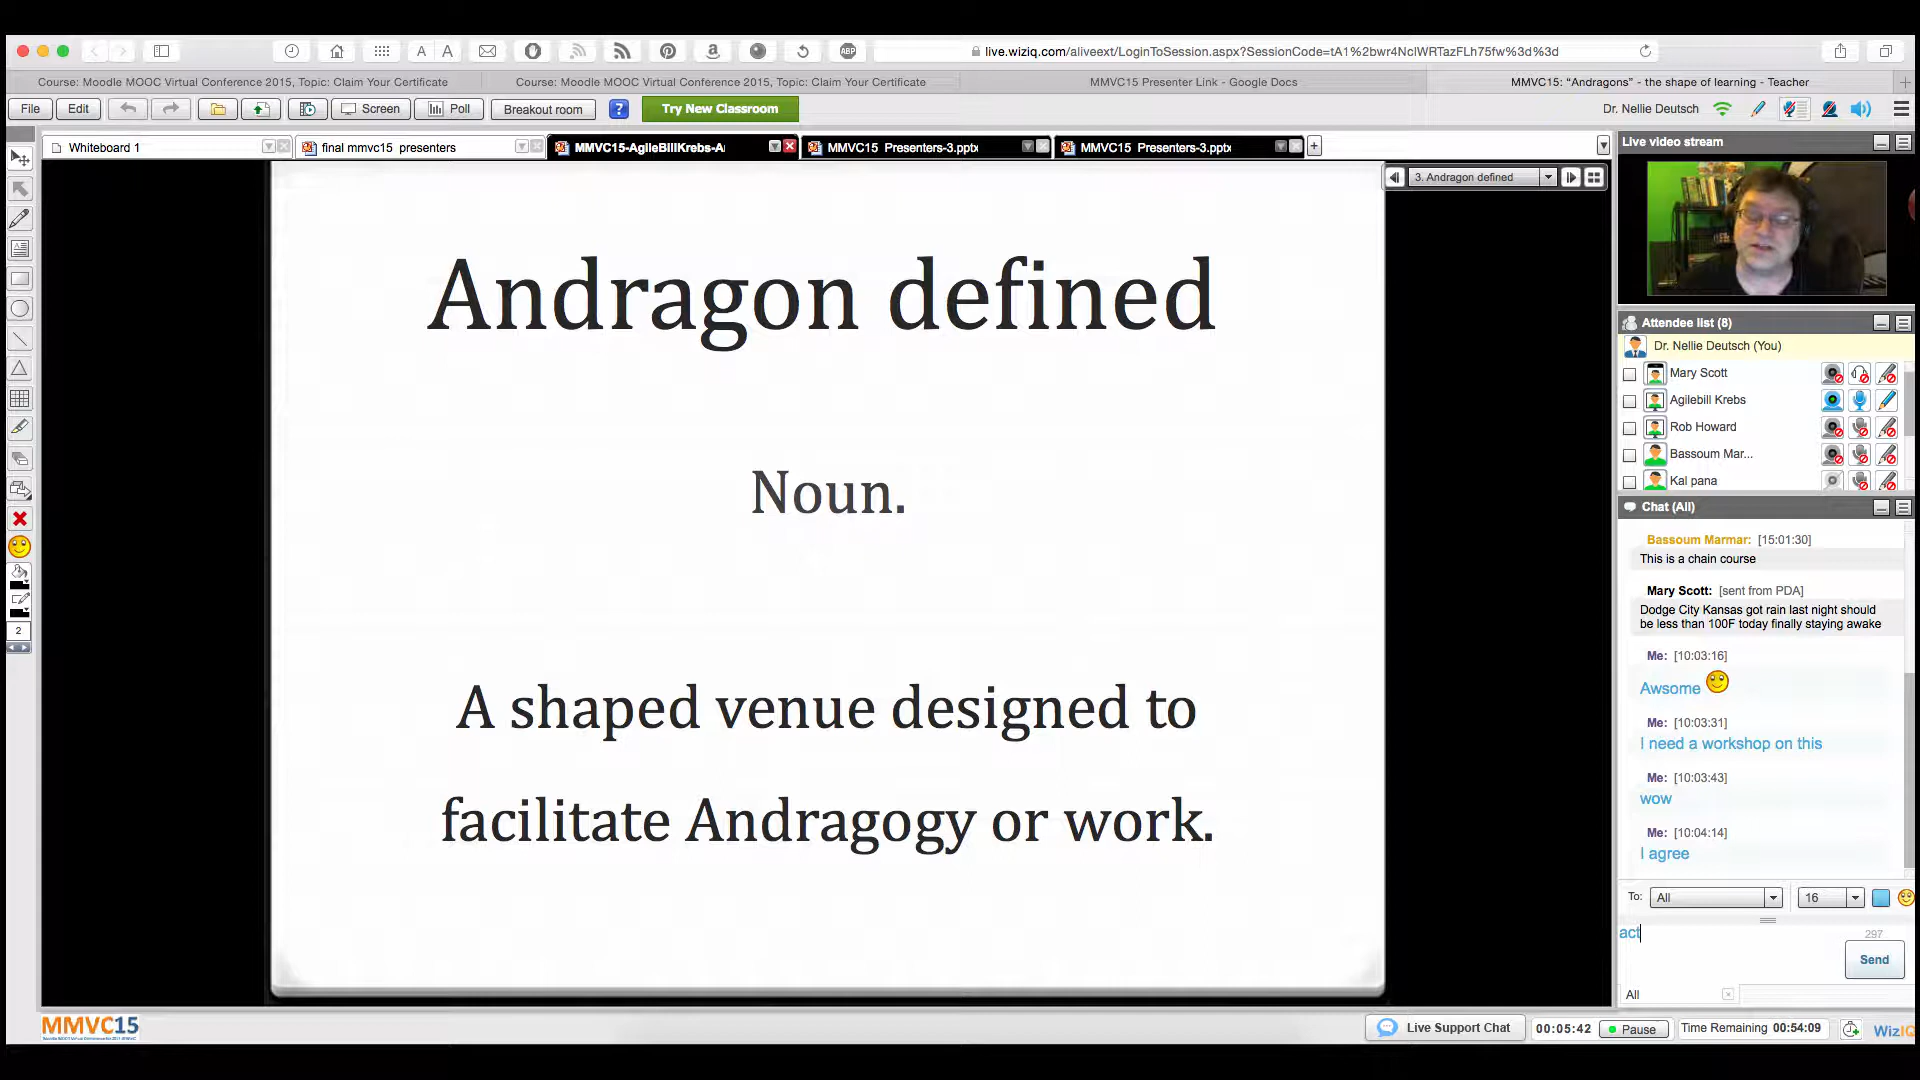 live.wiziq.com/aliveext/LoginToSession.aspx?SessionCode=tA1%2bwr4NclWRTazFLh75fw%3d%3d
Course: Moodle MOOC Virtual Conference 2015, Topic: Claim Your Certificate
Course: Moodle MOOC Virtual Conference 2015, Topic: Claim Your Certificate
MMVC15 Presenter Link - Google Docs
MMVC15: “Andragons” - the shape of learning - Teacher
File
Edit
Screen
Poll
Breakout room
?
Try New Classroom
Dr. Nellie Deutsch
Whiteboard 1
final mmvc15 presenters
MMVC15-AgileBillKrebs-Ar
MMVC15 Presenters-3.pptx
MMVC15 Presenters-3.pptx
3. Andragon defined
Andragon defined
Noun.
A shaped venue designed to
facilitate Andragogy or work.
Live video stream
Attendee list (8)
Dr. Nellie Deutsch (You)
Mary Scott
Agilebill Krebs
Rob Howard
Bassoum Mar...
Kal pana
Chat (All)
Bassoum Marmar: [15:01:30]
This is a chain course
Mary Scott: [sent from PDA]
Dodge City Kansas got rain last night should
be less than 100F today finally staying awake
Me: [10:03:16]
Awsome
Me: [10:03:31]
I need a workshop on this
Me: [10:03:43]
wow
Me: [10:04:14]
I agree
To: All 16
act
297
Send
All
A A
ABP
2
MMVC15
Live Support Chat
00:05:42
Pause
Time Remaining 00:54:09
WizIQ